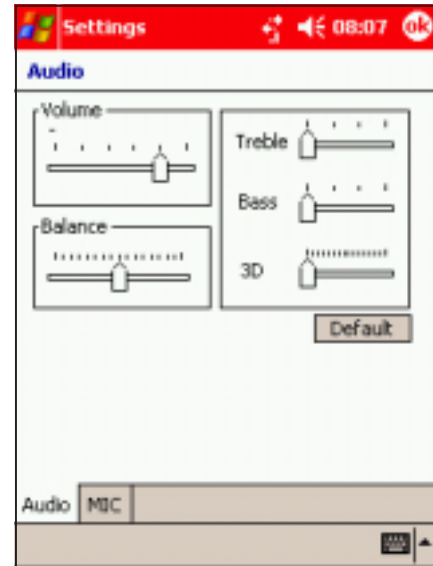 Settings 08:07 ok
Audio
Volume
Treble
Bass
Balance
3D
Default
Audio MIC